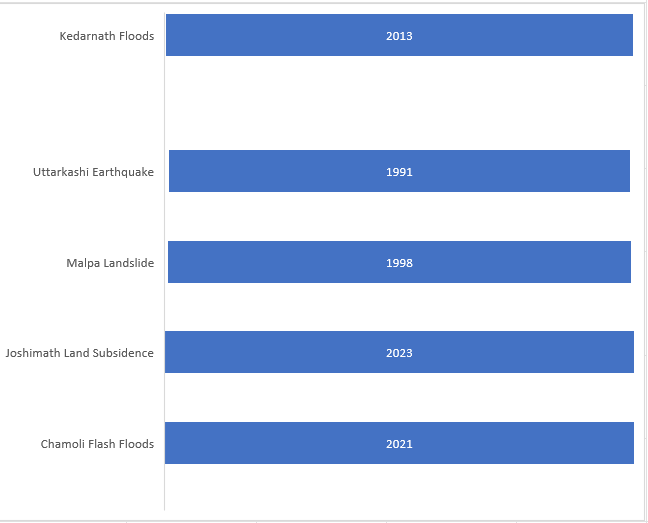 Kedarnath Floods 2013
Uttarkashi Earthquake 1991
Malpa Landslide 1998
Joshimath Land Subsidence 2023
Chamoli Flash Floods 2021